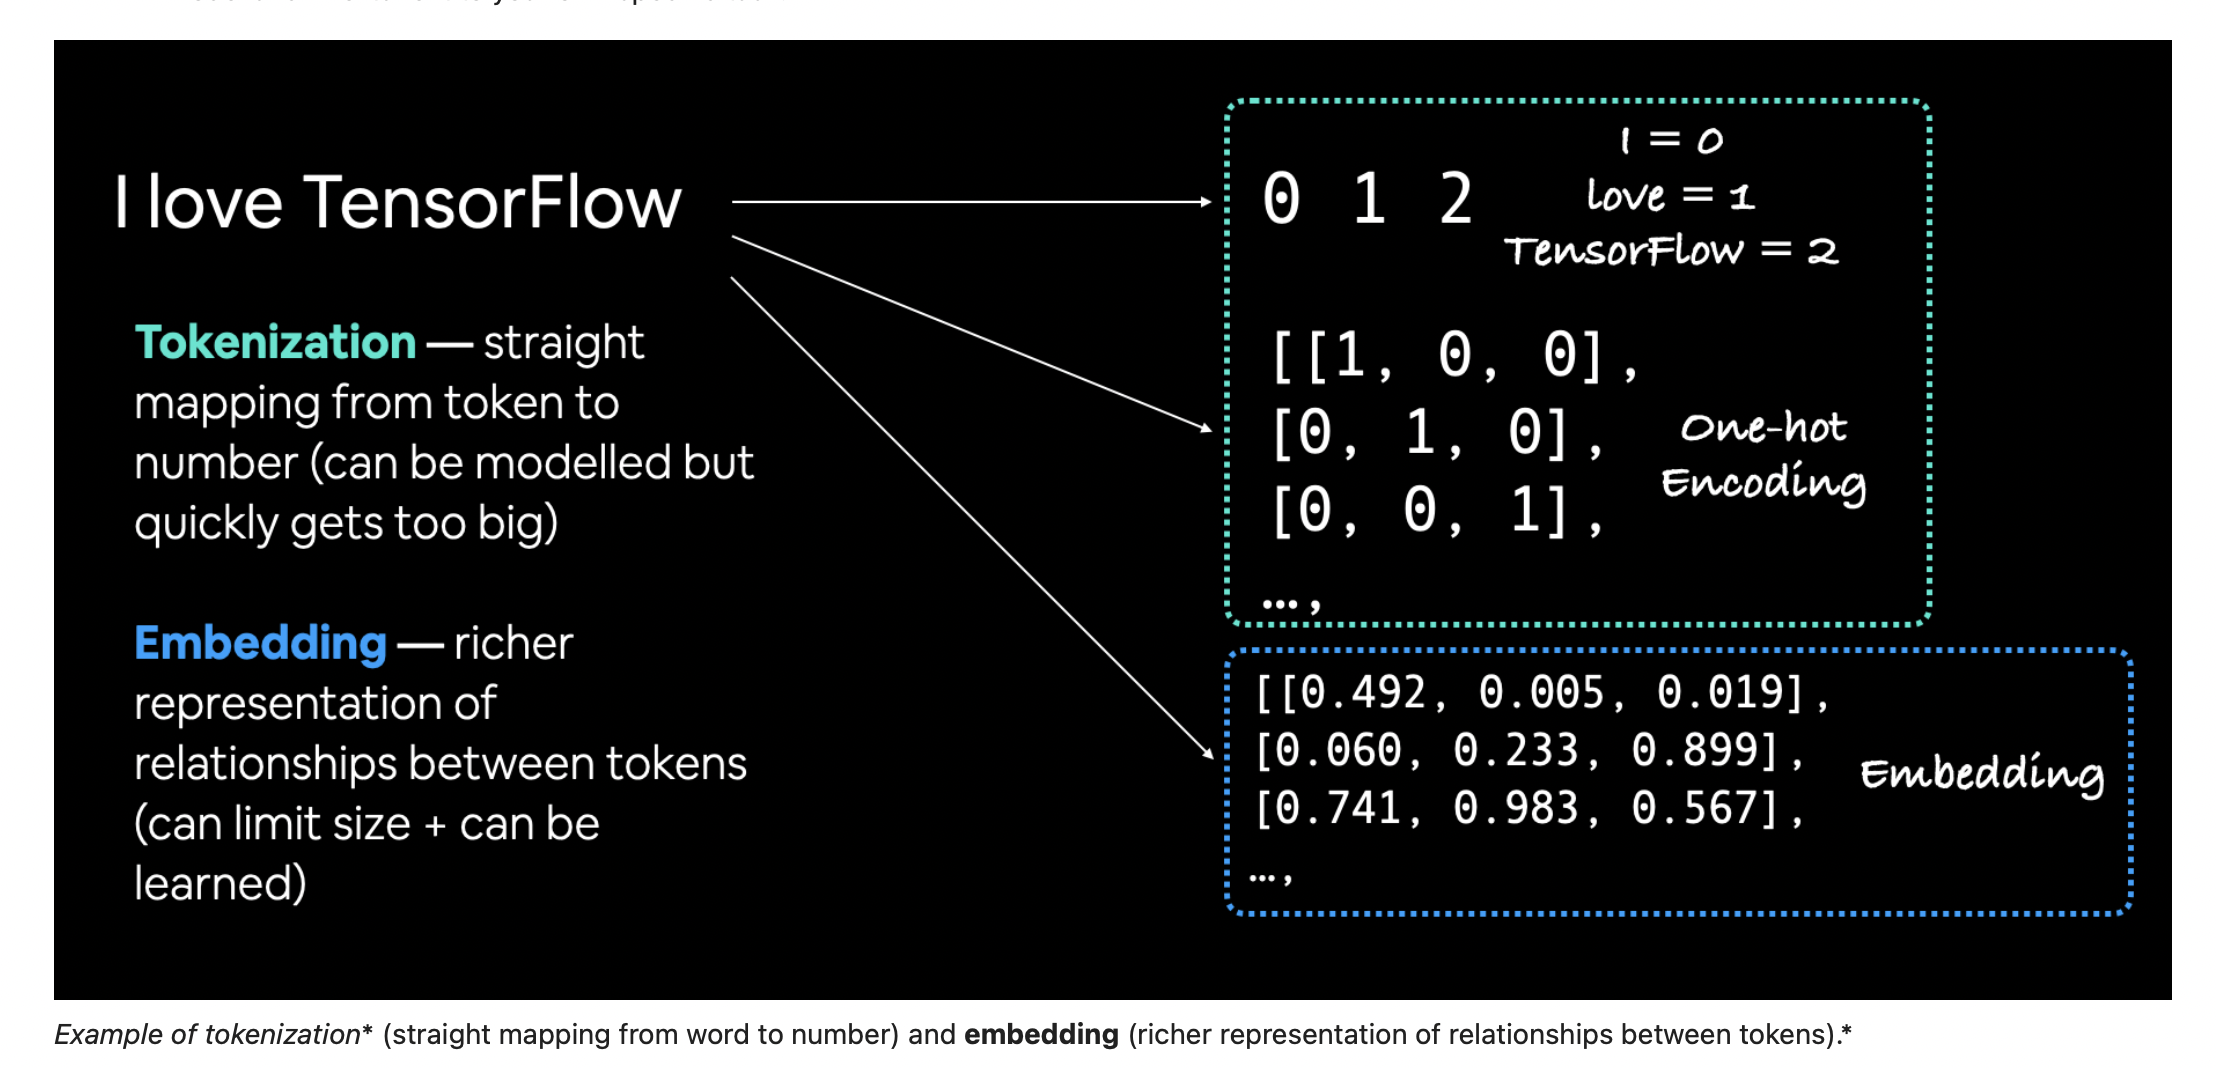 I love TensorFlow
Tokenization — straight
mapping from token to
number (can be modelled but
quickly gets too big)
Embedding — richer
representation of
relationships between tokens
(can limit size + can be
learned)
0 1 2
I = 0
love = 1
TensorFlow = 2
[[1, 0, 0],
[0, 1, 0],
[0, 0, 1],
…,
One-hot
Encoding
[[0.492, 0.005, 0.019],
[0.060, 0.233, 0.899],
[0.741, 0.983, 0.567],
…,
Embedding
Example of tokenization* (straight mapping from word to number) and embedding (richer representation of relationships between tokens).*